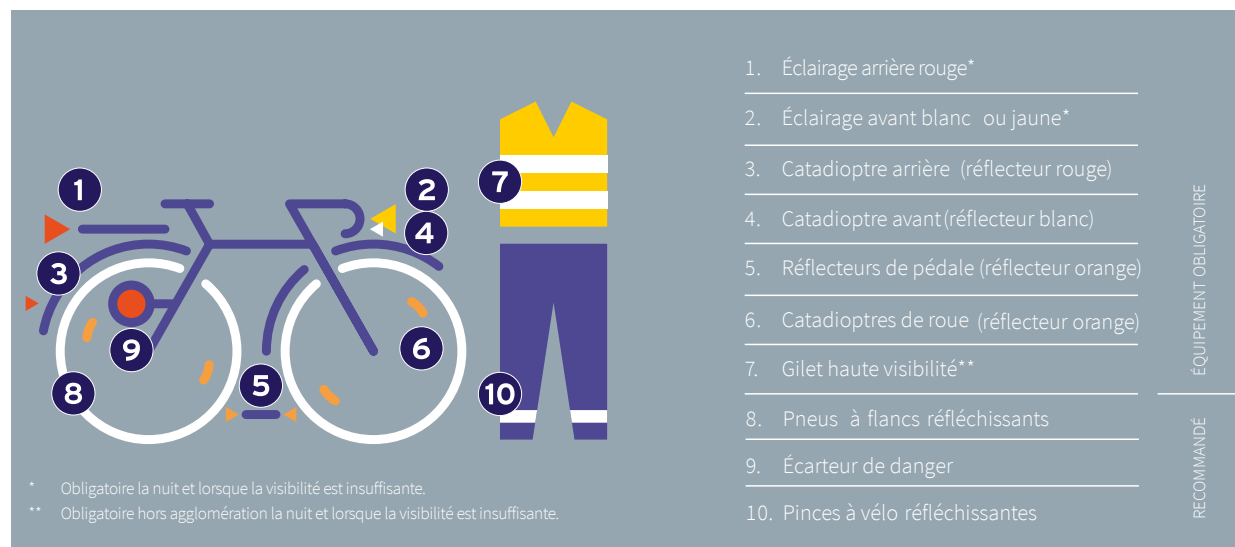 1
2
3
4
5
6
7
8
9
10
* Obligatoire la nuit et lorsque la visibilité est insuffisante.
** Obligatoire hors agglomération la nuit et lorsque la visibilité est insuffisante.
1. Éclairage arrière rouge*
2. Éclairage avant blanc ou jaune*
3. Catadioptre arrière (réflecteur rouge)
4. Catadioptre avant (réflecteur blanc)
5. Réflecteurs de pédale (réflecteur orange)
6. Catadioptres de roue (réflecteur orange)
7. Gilet haute visibilité**
8. Pneus à flancs réfléchissants
9. Écarteur de danger
10. Pinces à vélo réfléchissantes
ÉQUIPEMENT OBLIGATOIRE
RECOMMANDÉ